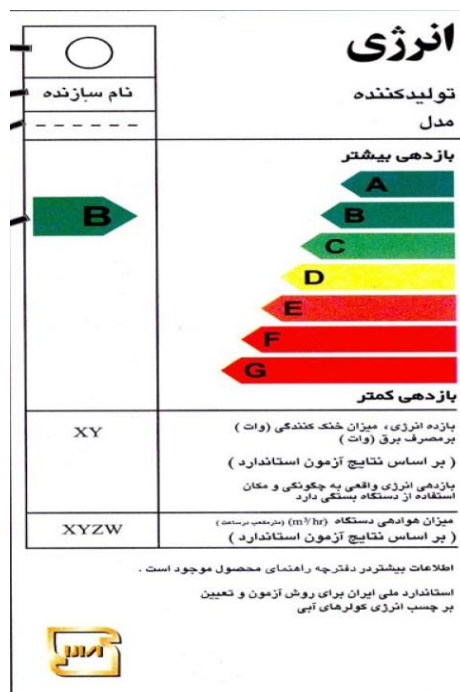 انرژی
تولیدکننده
نام سازنده
مدل
- - - - - -
بازدهی بیشتر
A
B
B
C
D
E
F
G
بازدهی کمتر
بازده انرژی، میزان خنک کنندگی (وات )
برمصرف برق (وات )
XY
( بر اساس نتایج آزمون استاندارد )
بازدهی انرژی واقعی به چگونگی و مکان
استفاده از دستگاه بستگی دارد
میزان هوادهی دستگاه (m³/hr) (مترمکعب درساعت )
XYZW
( بر اساس نتایج آزمون استاندارد )
اطلاعات بیشتردر دفترچه راهنمای محصول موجود است .
استاندارد ملی ایران برای روش آزمون و تعیین
بر چسب انرژی کولرهای آبی